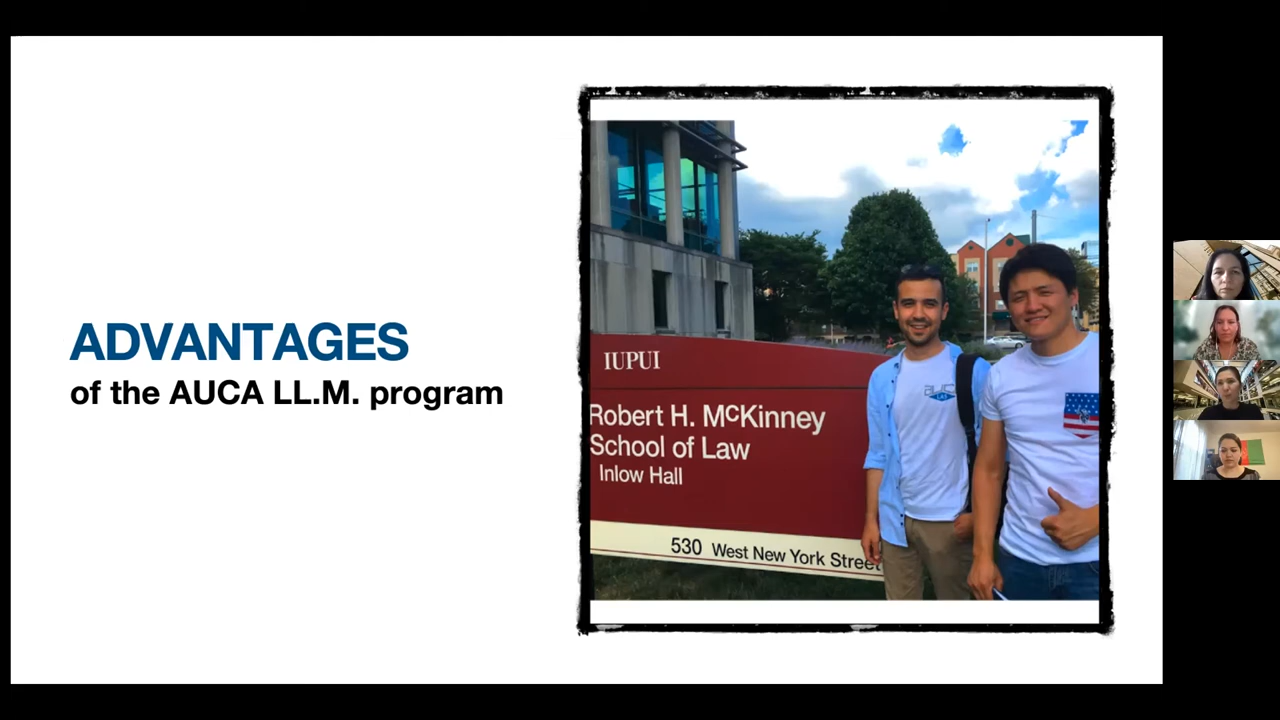 ADVANTAGES
of the AUCA LL.M. program
IUPUI
Robert H. McKinney
School of Law
Inlow Hall
530 West New York Street